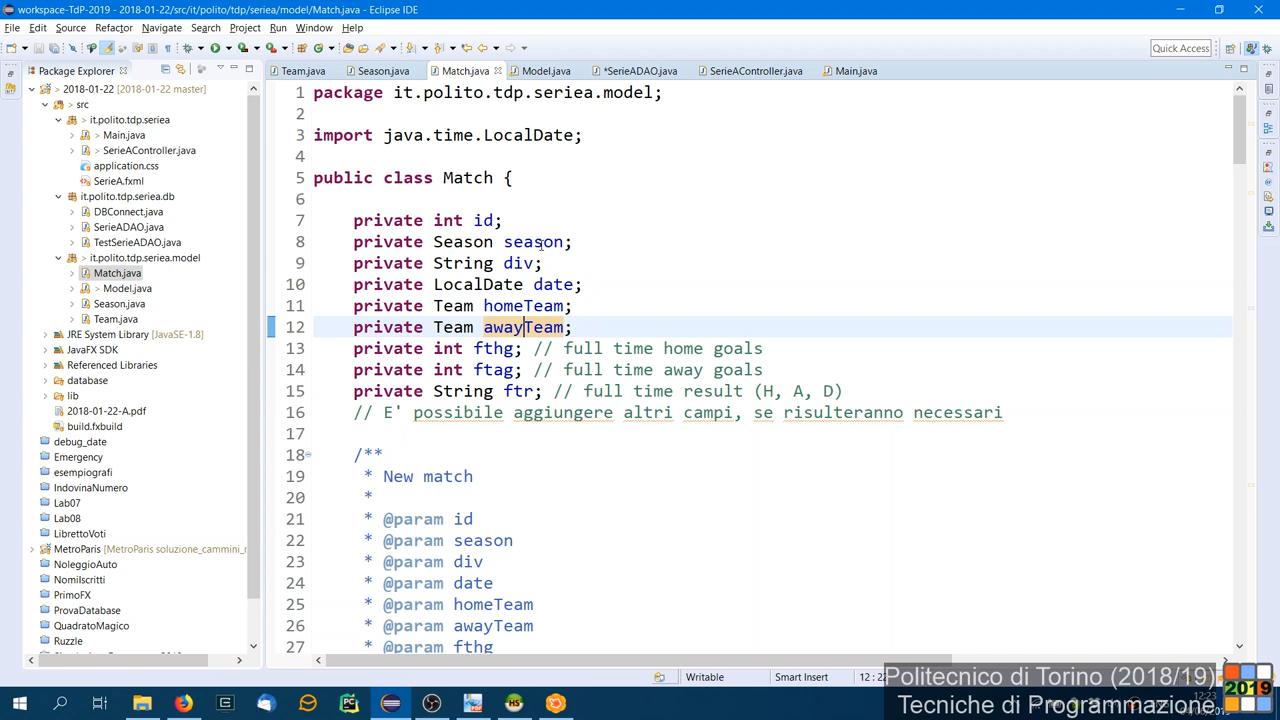 workspace-TdP-2019 - 2018-01-22/src/it/polito/tdp/seriea/model/Match.java - Eclipse IDE
File Edit Source Refactor Navigate Search Project Run Window Help
Quick Access
Package Explorer
Team.java Season.java Match.java Model.java *SerieADAO.java SerieAController.java Main.java
> 2018-01-22 [2018-01-22 master]
> src
> it.polito.tdp.seriea
> Main.java
> SerieAController.java
application.css
SerieA.fxml
it.polito.tdp.seriea.db
DBConnect.java
SerieADAO.java
TestSerieADAO.java
> it.polito.tdp.seriea.model
Match.java
> Model.java
Season.java
Team.java
JRE System Library [JavaSE-1.8]
JavaFX SDK
Referenced Libraries
database
lib
2018-01-22-A.pdf
build.fxbuild
debug_date
Emergency
esempiografi
IndovinaNumero
Lab07
Lab08
LibrettoVoti
MetroParis [MetroParis soluzione_cammini_r
NoleggioAuto
NomiIscritti
PrimoFX
ProvaDatabase
QuadratoMagico
Ruzzle
1 package it.polito.tdp.seriea.model;
2
3 import java.time.LocalDate;
4
5 public class Match {
6
7 private int id;
8 private Season season;
9 private String div;
10 private LocalDate date;
11 private Team homeTeam;
12 private Team awayTeam;
13 private int fthg; // full time home goals
14 private int ftag; // full time away goals
15 private String ftr; // full time result (H, A, D)
16 // E' possibile aggiungere altri campi, se risulteranno necessari
17
18 /**
19 * New match
20 *
21 * @param id
22 * @param season
23 * @param div
24 * @param date
25 * @param homeTeam
26 * @param awayTeam
27 * @param fthg
Writable Smart Insert 12 : 22
Politecnico di Torino (2018/19)
Tecniche di Programmazione
2019
12:23